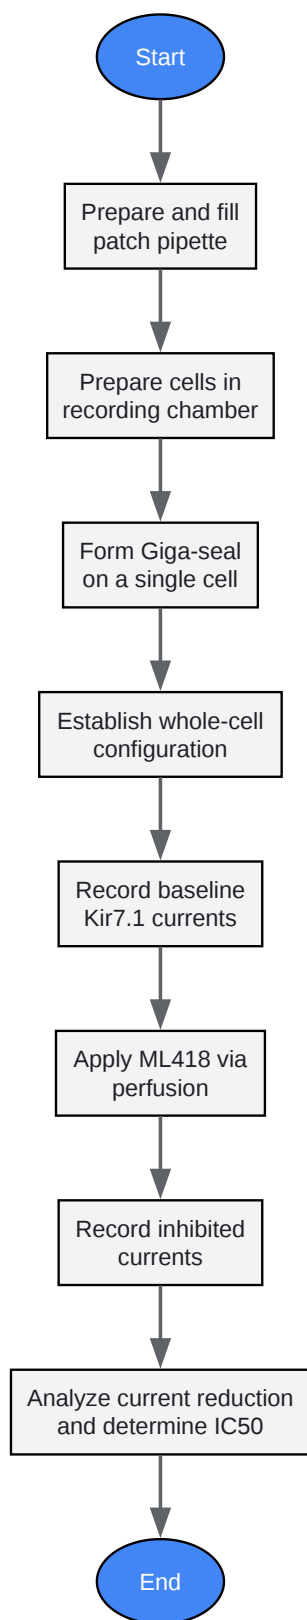 Start
Prepare and fill
patch pipette
Prepare cells in
recording chamber
Form Giga-seal
on a single cell
Establish whole-cell
configuration
Record baseline
Kir7.1 currents
Apply ML418 via
perfusion
Record inhibited
currents
Analyze current reduction
and determine IC50
End